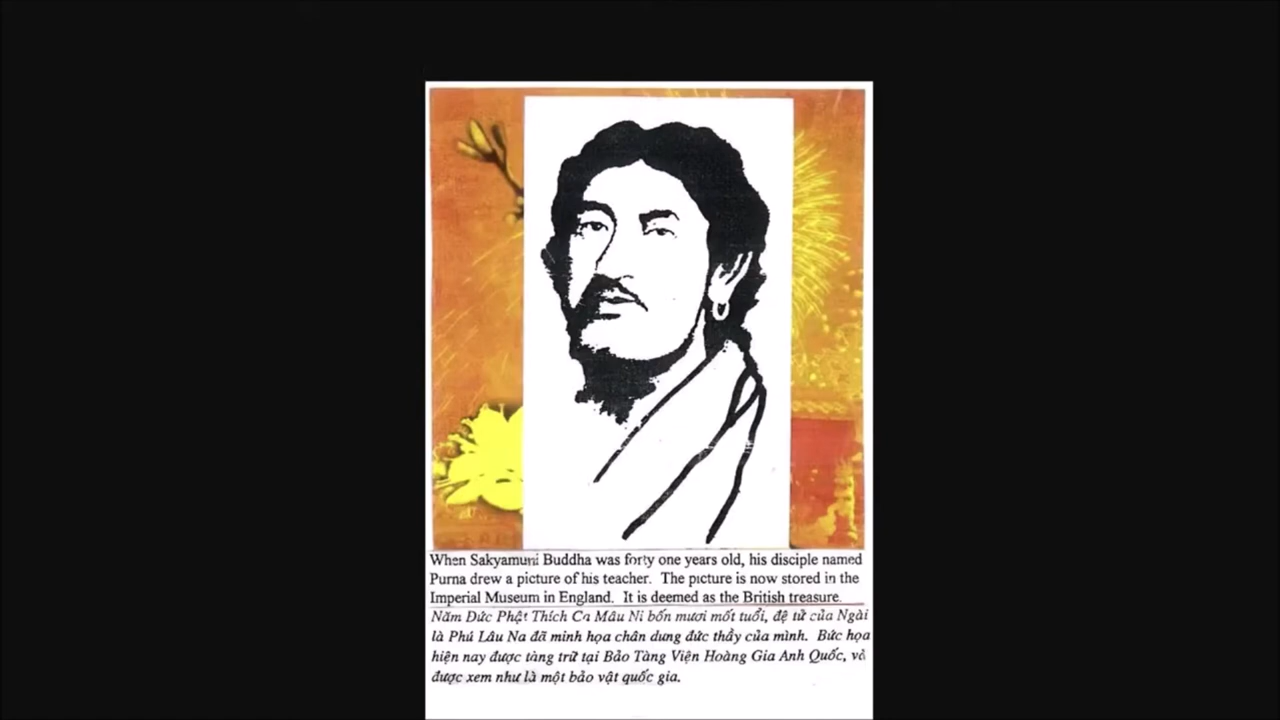 When Sakyamuni Buddha was forty one years old, his disciple named
Purna drew a picture of his teacher. The picture is now stored in the
Imperial Museum in England. It is deemed as the British treasure.
Năm Đức Phật Thích Ca Mâu Ni bốn mươi mốt tuổi, đệ tử của Ngài
là Phú Lâu Na đã minh họa chân dung đức thầy của mình. Bức họa
hiện nay được tàng trữ tại Bảo Tàng Viện Hoàng Gia Anh Quốc, và
được xem như là một bảo vật quốc gia.